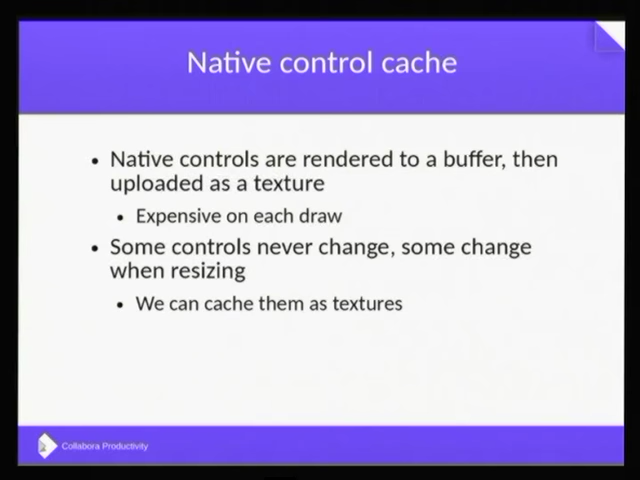 Native control cache
• Native controls are rendered to a buffer, then
uploaded as a texture
• Expensive on each draw
• Some controls never change, some change
when resizing
• We can cache them as textures
Collabora Productivity